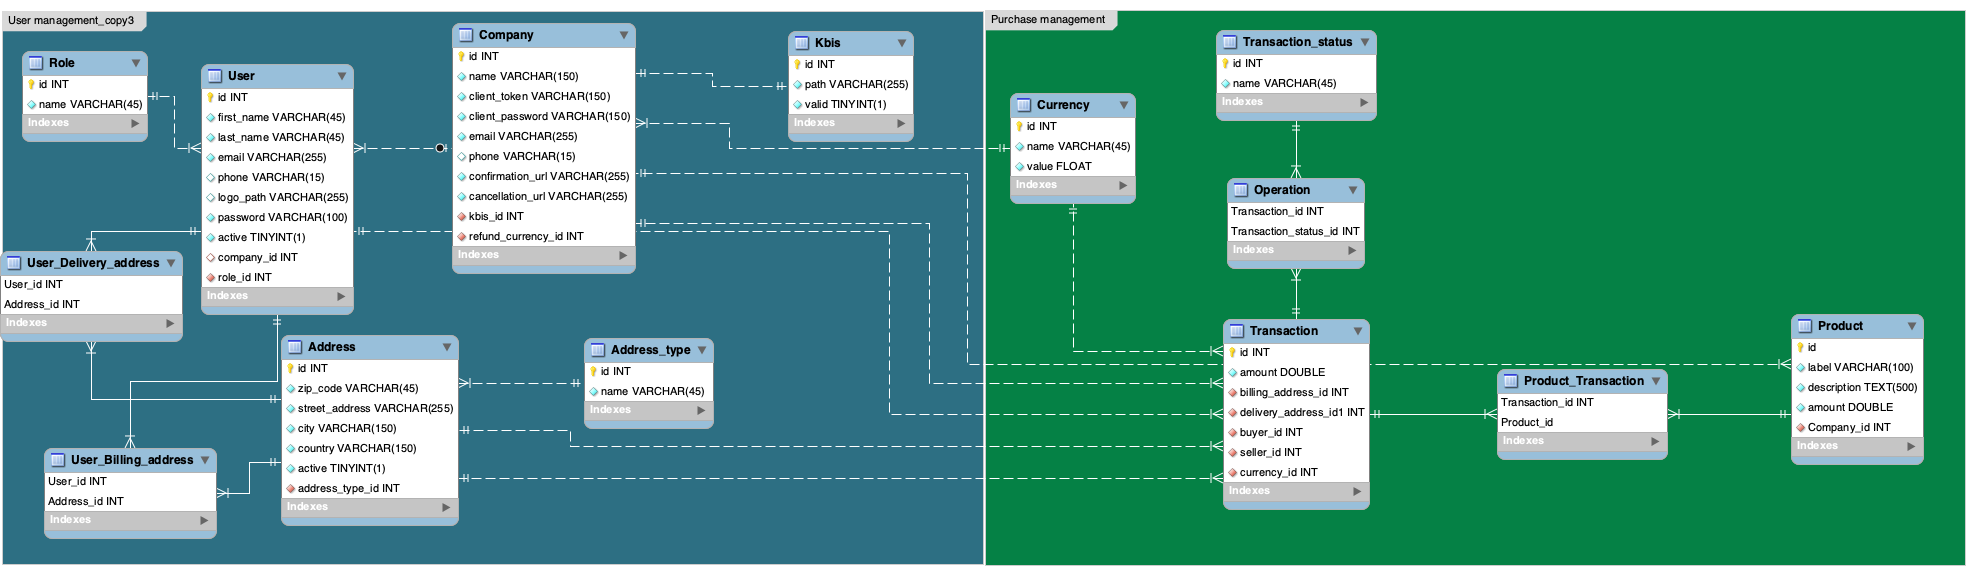 User management_copy3
Role
id INT
name VARCHAR(45)
Indexes
User
id INT
first_name VARCHAR(45)
last_name VARCHAR(45)
email VARCHAR(255)
phone VARCHAR(15)
logo_path VARCHAR(255)
password VARCHAR(100)
active TINYINT(1)
company_id INT
role_id INT
Indexes
Company
id INT
name VARCHAR(150)
client_token VARCHAR(150)
client_password VARCHAR(150)
email VARCHAR(255)
phone VARCHAR(15)
confirmation_url VARCHAR(255)
cancellation_url VARCHAR(255)
kbis_id INT
refund_currency_id INT
Indexes
Kbis
id INT
path VARCHAR(255)
valid TINYINT(1)
Indexes
User_Delivery_address
User_id INT
Address_id INT
Indexes
Address
id INT
zip_code VARCHAR(45)
street_address VARCHAR(255)
city VARCHAR(150)
country VARCHAR(150)
active TINYINT(1)
address_type_id INT
Indexes
Address_type
id INT
name VARCHAR(45)
Indexes
User_Billing_address
User_id INT
Address_id INT
Indexes
Purchase management
Currency
id INT
name VARCHAR(45)
value FLOAT
Indexes
Transaction_status
id INT
name VARCHAR(45)
Indexes
Operation
Transaction_id INT
Transaction_status_id INT
Indexes
Transaction
id INT
amount DOUBLE
billing_address_id INT
delivery_address_id1 INT
buyer_id INT
seller_id INT
currency_id INT
Indexes
Product_Transaction
Transaction_id INT
Product_id
Indexes
Product
id
label VARCHAR(100)
description TEXT(500)
amount DOUBLE
Company_id INT
Indexes